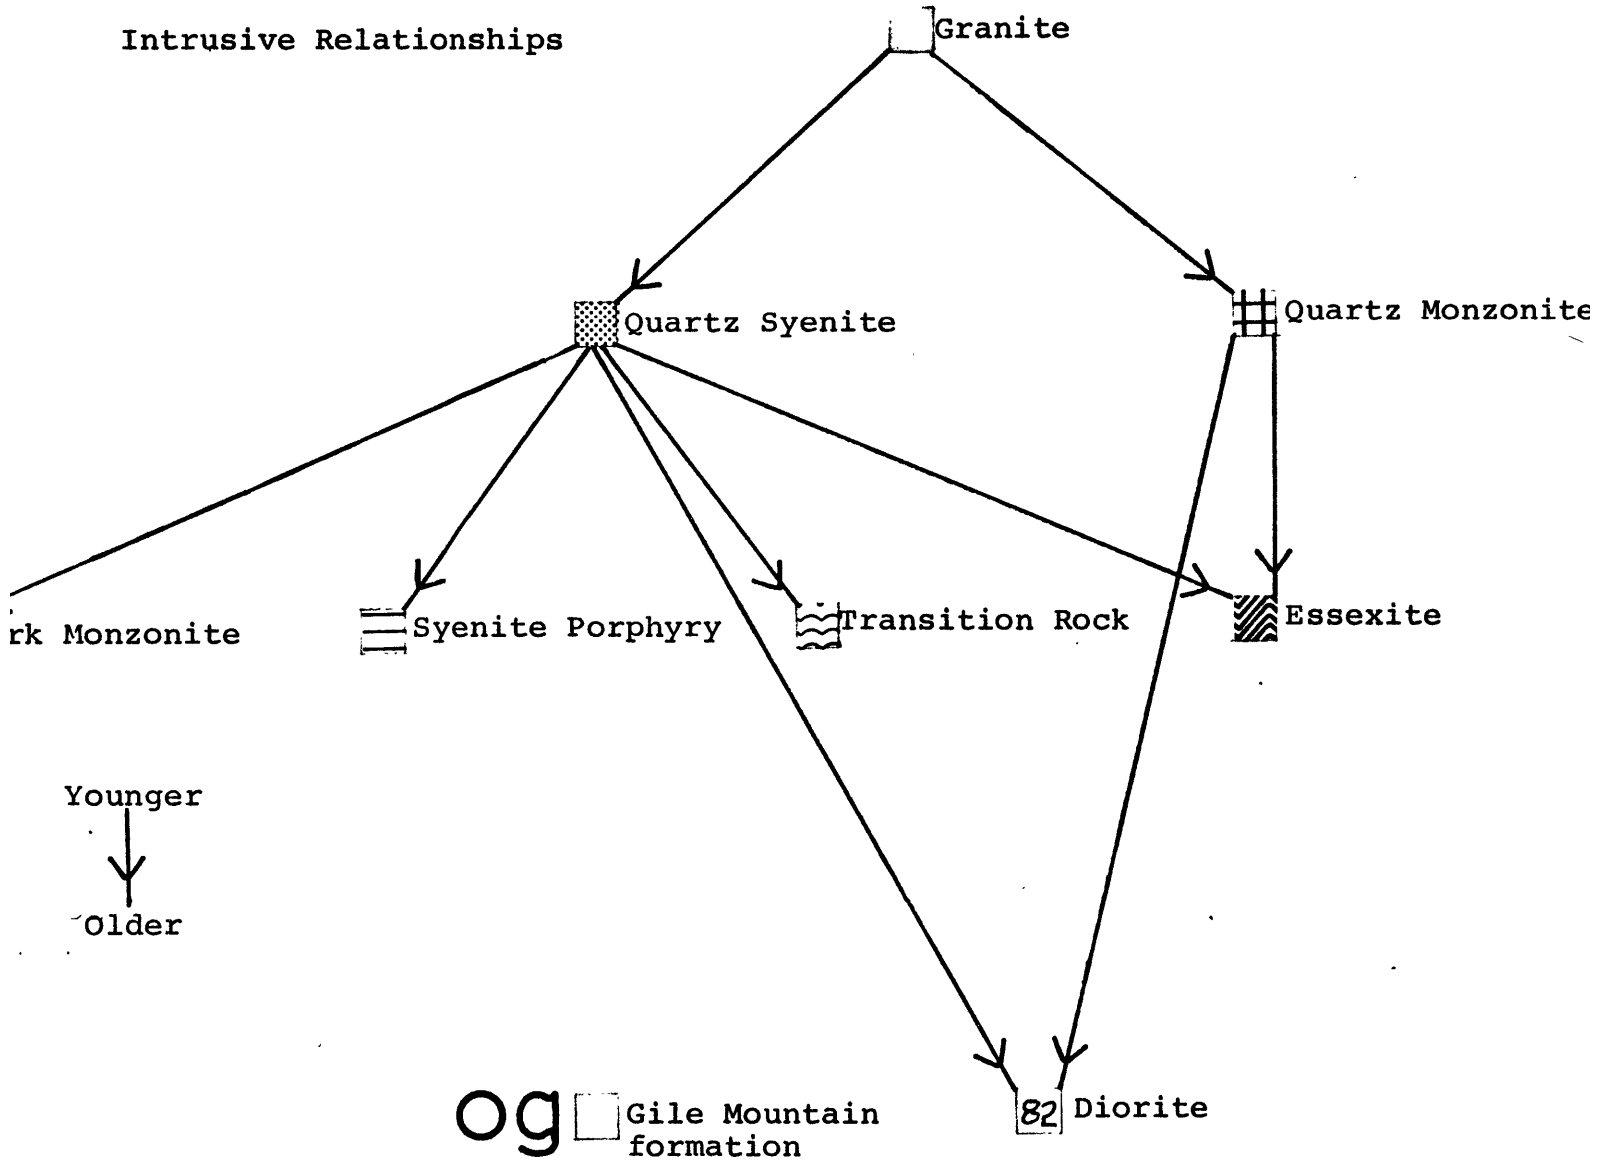 Intrusive Relationships
Granite
Quartz Syenite
Quartz Monzonite
rk Monzonite
Syenite Porphyry
Transition Rock
Essexite
Younger
Older
og
Gile Mountain
formation
82
Diorite